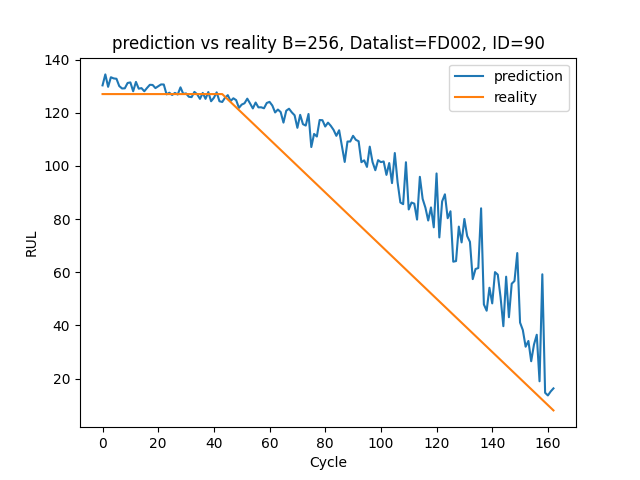 prediction vs reality B=256, Datalist=FD002, ID=90
prediction
reality
140
120
100
80
60
40
20
RUL
0 20 40 60 80 100 120 140 160
Cycle